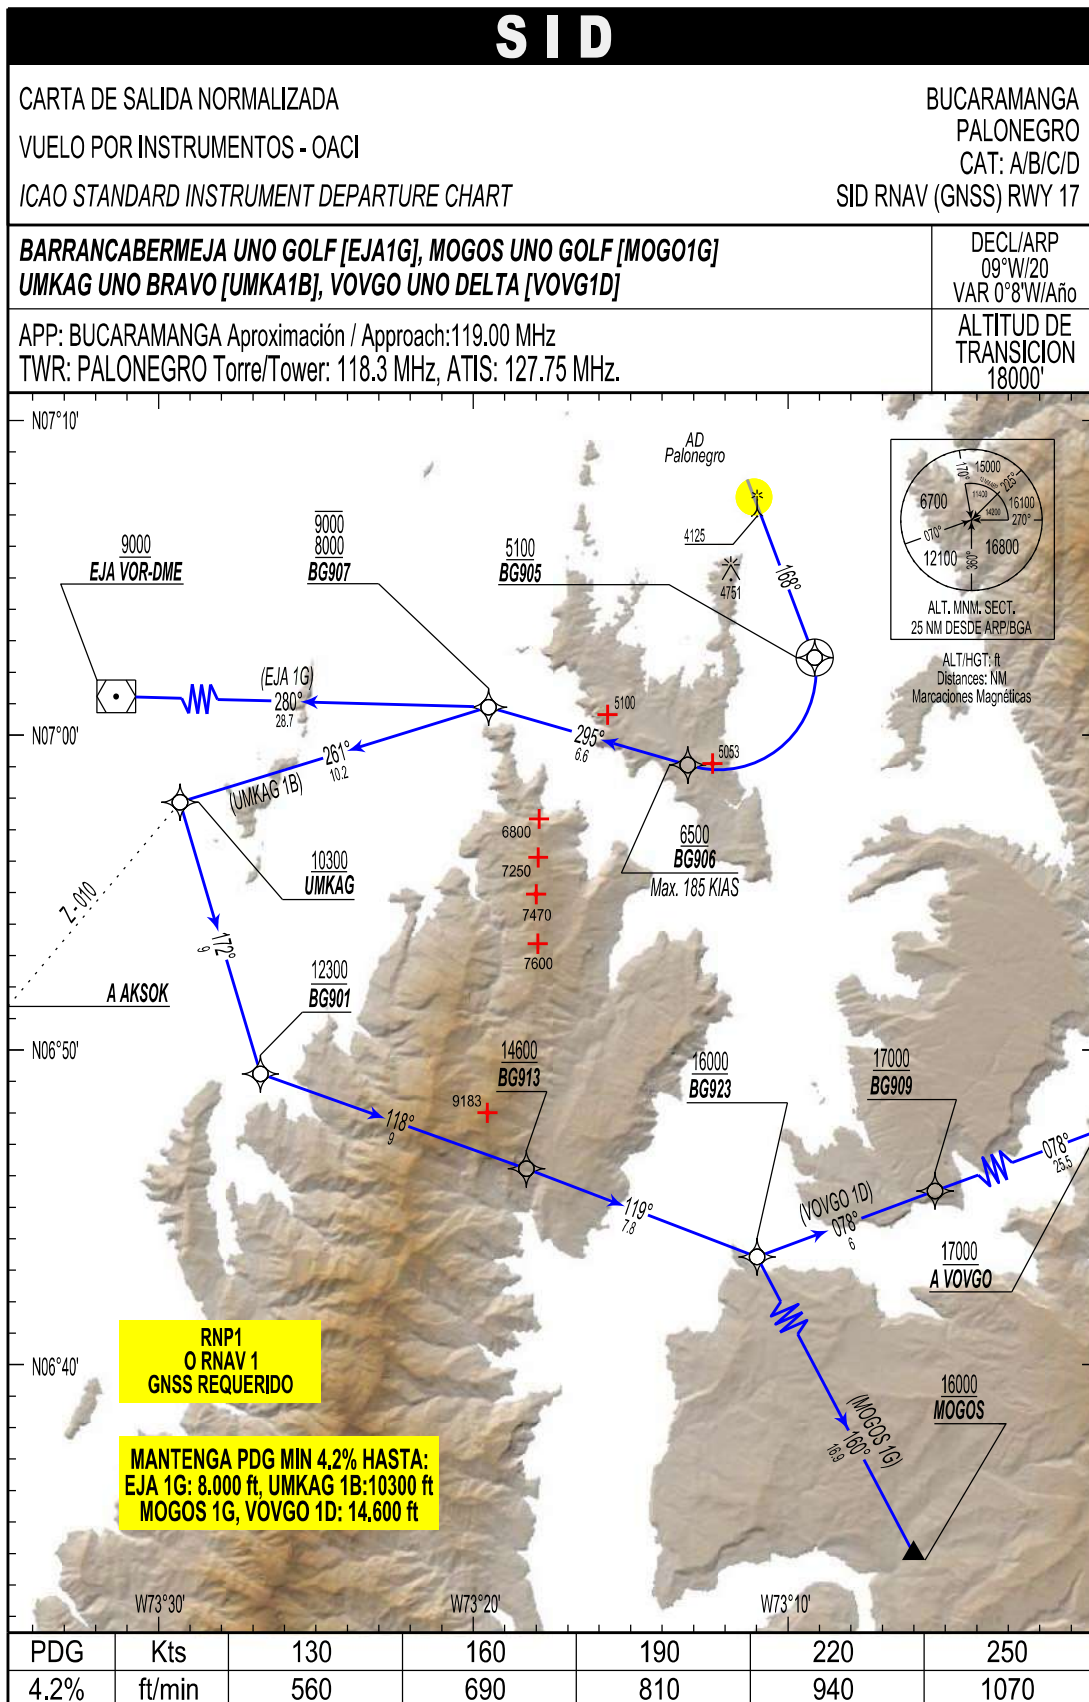 SID
CARTA DE SALIDA NORMALIZADA
VUELO POR INSTRUMENTOS - OACI
ICAO STANDARD INSTRUMENT DEPARTURE CHART
BUCARAMANGA
PALONEGRO
CAT: A/B/C/D
SID RNAV (GNSS) RWY 17
BARRANCABERMEJA UNO GOLF [EJA1G], MOGOS UNO GOLF [MOGO1G]
UMKAG UNO BRAVO [UMKA1B], VOVGO UNO DELTA [VOVG1D]
DECL/ARP
09°W/20
VAR 0°8'W/Año
APP: BUCARAMANGA Aproximación / Approach:119.00 MHz
TWR: PALONEGRO Torre/Tower: 118.3 MHz, ATIS: 127.75 MHz.
ALTITUD DE
TRANSICION
18000'
N07°10'
AD
Palonegro
4125
4751
168°
170°
15000
225°
6700
11400
16100
14200
270°
070°
12100
360°
16800
ALT. MNM. SECT.
25 NM DESDE ARP/BGA
ALT/HGT: ft
Distances: NM
Marcaciones Magnéticas
9000
EJA VOR-DME
9000
8000
BG907
5100
BG905
(EJA 1G)
280°
28.7
5100
295°
6.6
5053
N07°00'
261°
10.2
(UMKAG 1B)
6500
BG906
Max. 185 KIAS
6800
7250
7470
7600
10300
UMKAG
Z-010
172°
9
A AKSOK
12300
BG901
N06°50'
14600
BG913
16000
BG923
17000
BG909
9183
118°
9
119°
7.8
(VOVGO 1D)
078°
6
078°
25.5
17000
A VOVGO
RNP1
O RNAV 1
GNSS REQUERIDO
N06°40'
16000
MOGOS
(MOGOS 1G)
160°
16.9
MANTENGA PDG MIN 4.2% HASTA:
EJA 1G: 8.000 ft, UMKAG 1B:10300 ft
MOGOS 1G, VOVGO 1D: 14.600 ft
W73°30'
W73°20'
W73°10'
PDG Kts 130 160 190 220 250
4.2% ft/min 560 690 810 940 1070